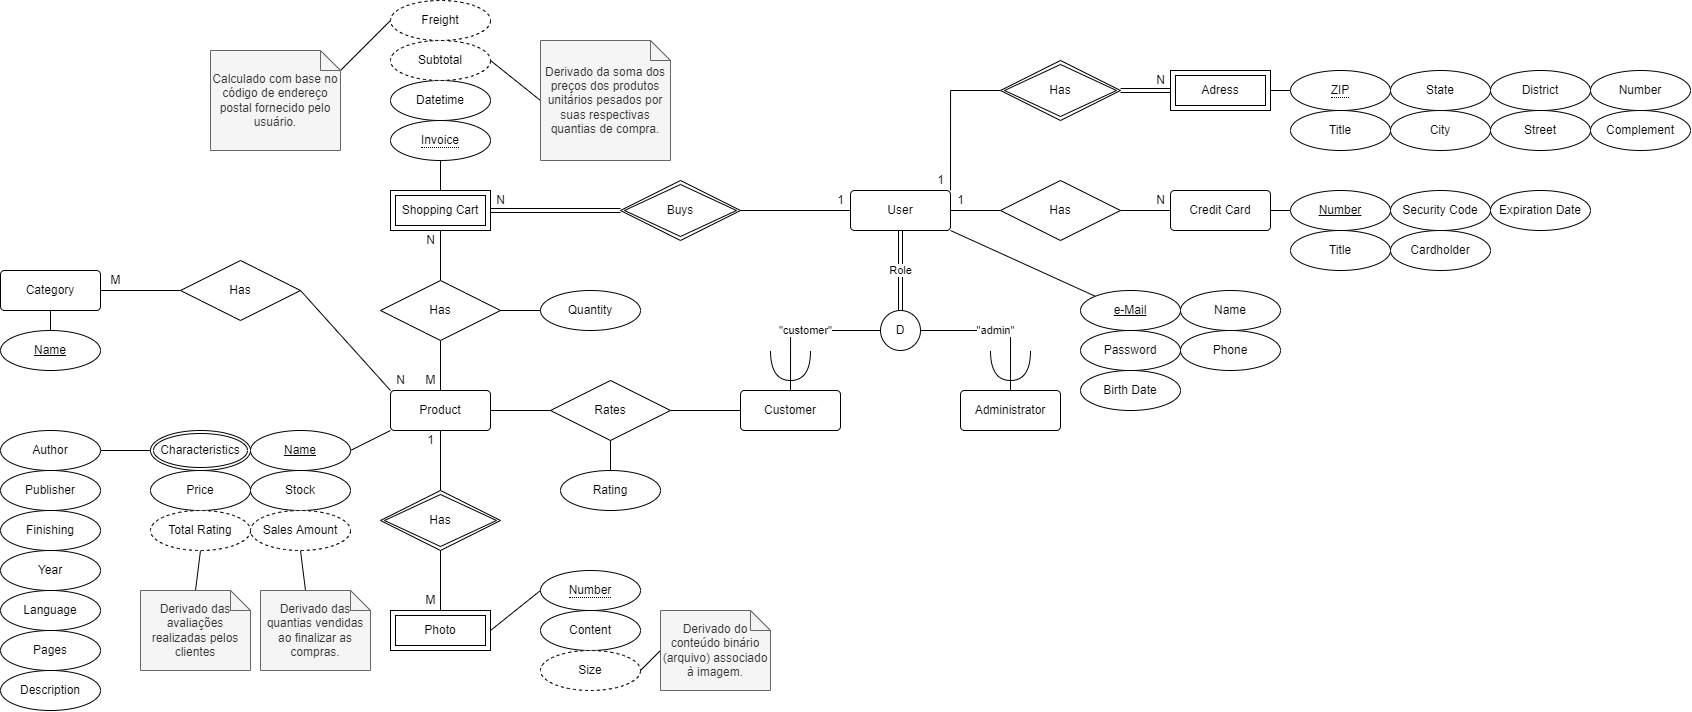 Freight
Subtotal
Datetime
Invoice
Calculado com base no
código de endereço
postal fornecido pelo
usuário.
Derivado da soma dos
preços dos produtos
unitários pesados por
suas respectivas
quantias de compra.
Has
N
Adress
ZIP
State
District
Number
Title
City
Street
Complement
1
Shopping Cart
N
Buys
1
User
1
Has
N
Credit Card
Number
Security Code
Expiration Date
Title
Cardholder
N
Role
Category
M
Has
Has
Quantity
"customer"
D
"admin"
e-Mail
Name
Password
Phone
Birth Date
Name
N
M
Product
Rates
Customer
Administrator
1
Author
Characteristics
Name
Publisher
Price
Stock
Rating
Finishing
Total Rating
Sales Amount
Has
Year
Language
Pages
Description
Derivado das
avaliações
realizadas pelos
clientes
Derivado das
quantias vendidas
ao finalizar as
compras.
M
Photo
Number
Content
Size
Derivado do
conteúdo binário
(arquivo) associado
à imagem.